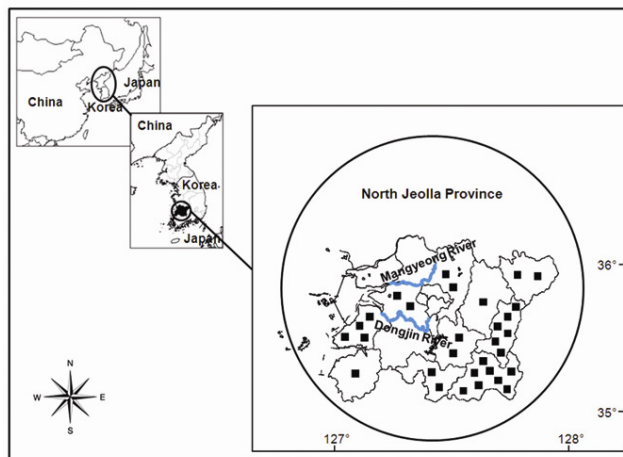 China
Japan
Korea
China
Korea
Japan
North Jeolla Province
Mangyeong River
Dongjin River
36°
35°
127°
128°
N
W
E
S